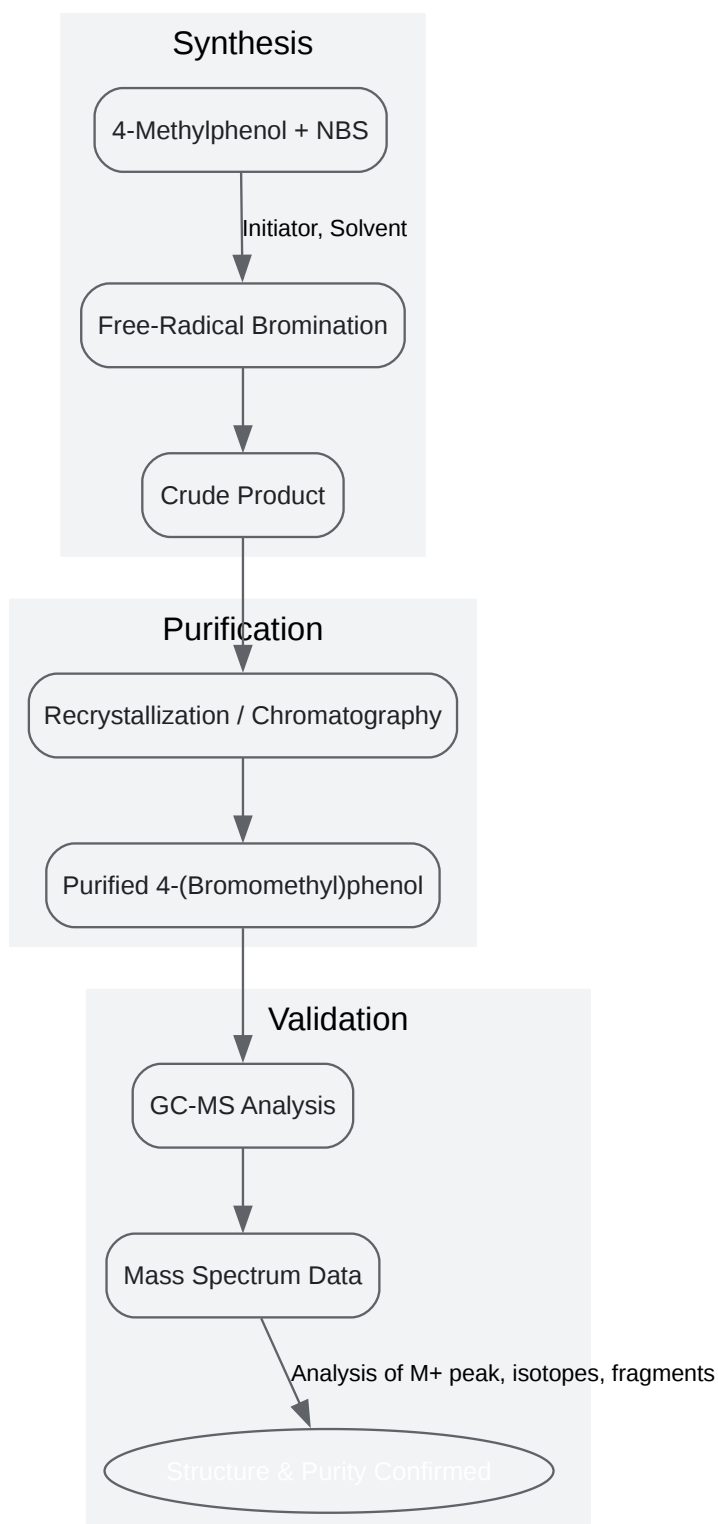 Synthesis
4-Methylphenol + NBS
Initiator, Solvent
Free-Radical Bromination
Crude Product
Purification
Recrystallization / Chromatography
Purified 4-(Bromomethyl)phenol
Validation
GC-MS Analysis
Mass Spectrum Data
Analysis of M+ peak, isotopes, fragments
Structure & Purity Confirmed